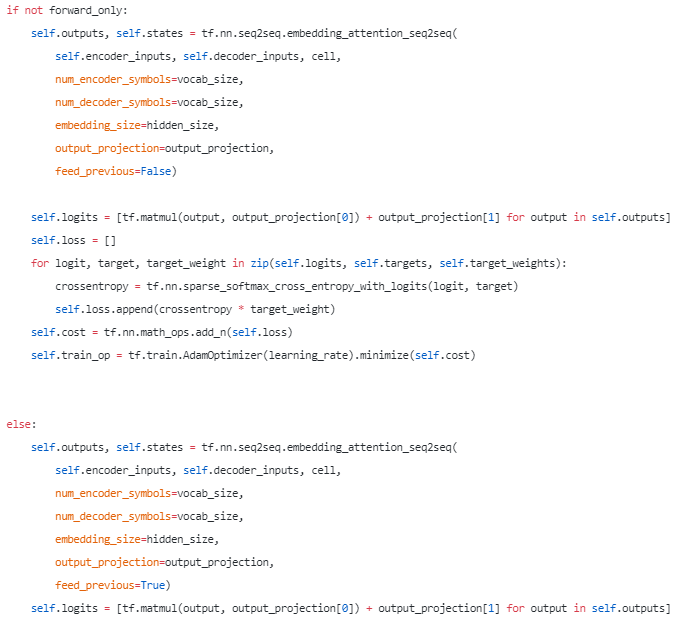 if not forward_only:
    self.outputs, self.states = tf.nn.seq2seq.embedding_attention_seq2seq(
        self.encoder_inputs, self.decoder_inputs, cell,
        num_encoder_symbols=vocab_size,
        num_decoder_symbols=vocab_size,
        embedding_size=hidden_size,
        output_projection=output_projection,
        feed_previous=False)
    self.logits = [tf.matmul(output, output_projection[0]) + output_projection[1] for output in self.outputs]
    self.loss = []
    for logit, target, target_weight in zip(self.logits, self.targets, self.target_weights):
        crossentropy = tf.nn.sparse_softmax_cross_entropy_with_logits(logit, target)
        self.loss.append(crossentropy * target_weight)
    self.cost = tf.nn.math_ops.add_n(self.loss)
    self.train_op = tf.train.AdamOptimizer(learning_rate).minimize(self.cost)
else:
    self.outputs, self.states = tf.nn.seq2seq.embedding_attention_seq2seq(
        self.encoder_inputs, self.decoder_inputs, cell,
        num_encoder_symbols=vocab_size,
        num_decoder_symbols=vocab_size,
        embedding_size=hidden_size,
        output_projection=output_projection,
        feed_previous=True)
    self.logits = [tf.matmul(output, output_projection[0]) + output_projection[1] for output in self.outputs]